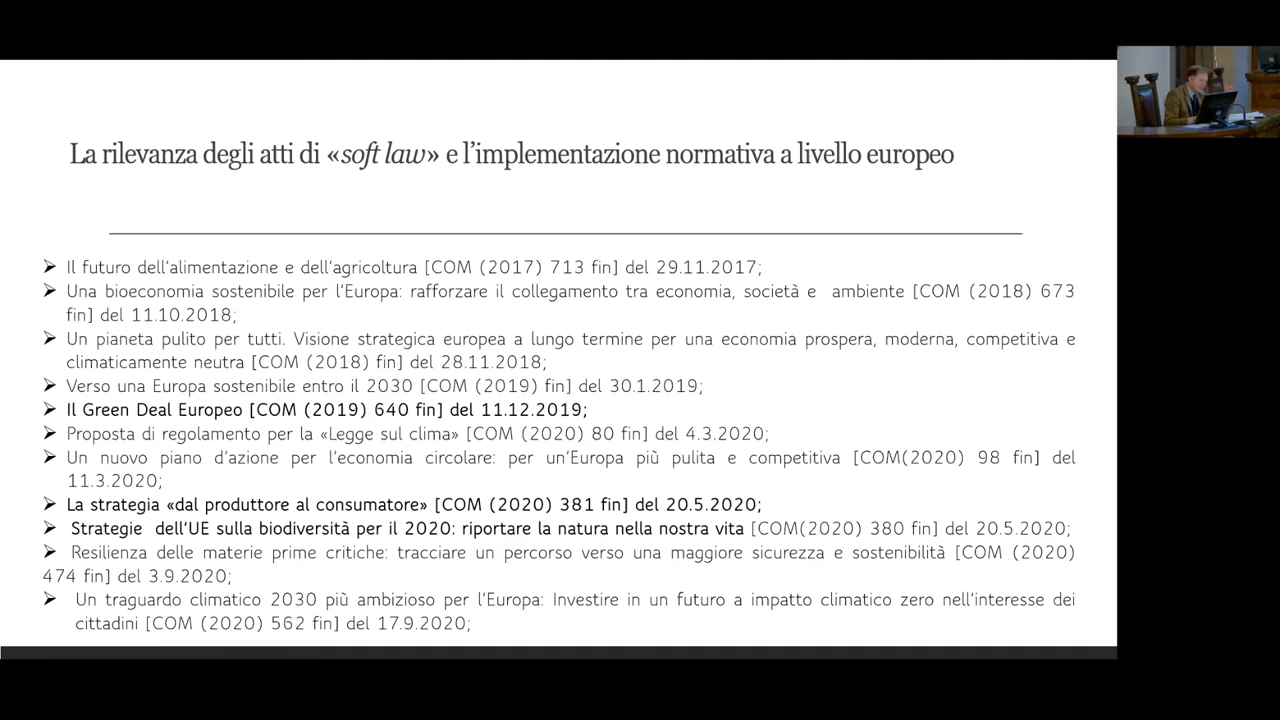 La rilevanza degli atti di «soft law» e l’implementazione normativa a livello europeo
➢ Il futuro dell’alimentazione e dell’agricoltura [COM (2017) 713 fin] del 29.11.2017;
➢ Una bioeconomia sostenibile per l’Europa: rafforzare il collegamento tra economia, società e ambiente [COM (2018) 673
fin] del 11.10.2018;
➢ Un pianeta pulito per tutti. Visione strategica europea a lungo termine per una economia prospera, moderna, competitiva e
climaticamente neutra [COM (2018) fin] del 28.11.2018;
➢ Verso una Europa sostenibile entro il 2030 [COM (2019) fin] del 30.1.2019;
➢ Il Green Deal Europeo [COM (2019) 640 fin] del 11.12.2019;
➢ Proposta di regolamento per la «Legge sul clima» [COM (2020) 80 fin] del 4.3.2020;
➢ Un nuovo piano d’azione per l’economia circolare: per un’Europa più pulita e competitiva [COM(2020) 98 fin] del
11.3.2020;
➢ La strategia «dal produttore al consumatore» [COM (2020) 381 fin] del 20.5.2020;
➢ Strategie dell’UE sulla biodiversità per il 2020: riportare la natura nella nostra vita [COM(2020) 380 fin] del 20.5.2020;
➢ Resilienza delle materie prime critiche: tracciare un percorso verso una maggiore sicurezza e sostenibilità [COM (2020)
474 fin] del 3.9.2020;
➢ Un traguardo climatico 2030 più ambizioso per l’Europa: Investire in un futuro a impatto climatico zero nell’interesse dei
cittadini [COM (2020) 562 fin] del 17.9.2020;